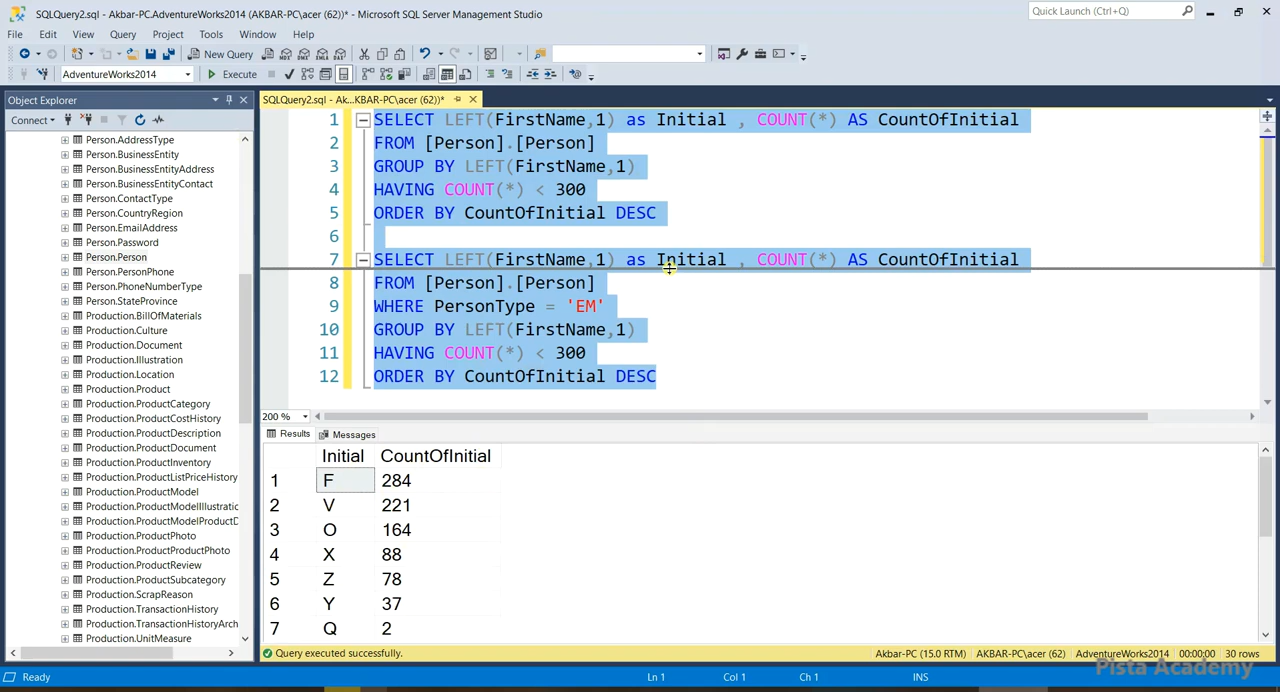 SQLQuery2.sql - Akbar-PC.AdventureWorks2014 (AKBAR-PC\acer (62))* - Microsoft SQL Server Management Studio
Quick Launch (Ctrl+Q)
File Edit View Query Project Tools Window Help
New Query
AdventureWorks2014 Execute
Object Explorer
SQLQuery2.sql - Ak...KBAR-PC\acer (62))*
Connect
Person.AddressType
Person.BusinessEntity
Person.BusinessEntityAddress
Person.BusinessEntityContact
Person.ContactType
Person.CountryRegion
Person.EmailAddress
Person.Password
Person.Person
Person.PersonPhone
Person.PhoneNumberType
Person.StateProvince
Production.BillOfMaterials
Production.Culture
Production.Document
Production.Illustration
Production.Location
Production.Product
Production.ProductCategory
Production.ProductCostHistory
Production.ProductDescription
Production.ProductDocument
Production.ProductInventory
Production.ProductListPriceHistory
Production.ProductModel
Production.ProductModelIllustratic
Production.ProductModelProductD
Production.ProductPhoto
Production.ProductProductPhoto
Production.ProductReview
Production.ProductSubcategory
Production.ScrapReason
Production.TransactionHistory
Production.TransactionHistoryArch
Production.UnitMeasure
1 SELECT LEFT(FirstName,1) as Initial , COUNT(*) AS CountOfInitial
2 FROM [Person].[Person]
3 GROUP BY LEFT(FirstName,1)
4 HAVING COUNT(*) < 300
5 ORDER BY CountOfInitial DESC
6
7 SELECT LEFT(FirstName,1) as Initial , COUNT(*) AS CountOfInitial
8 FROM [Person].[Person]
9 WHERE PersonType = 'EM'
10 GROUP BY LEFT(FirstName,1)
11 HAVING COUNT(*) < 300
12 ORDER BY CountOfInitial DESC
200 %
Results Messages
Initial CountOfInitial
1 F 284
2 V 221
3 O 164
4 X 88
5 Z 78
6 Y 37
7 Q 2
Query executed successfully. Akbar-PC (15.0 RTM) AKBAR-PC\acer (62) AdventureWorks2014 00:00:00 30 rows
Pista Academy
Ready Ln 1 Col 1 Ch 1 INS